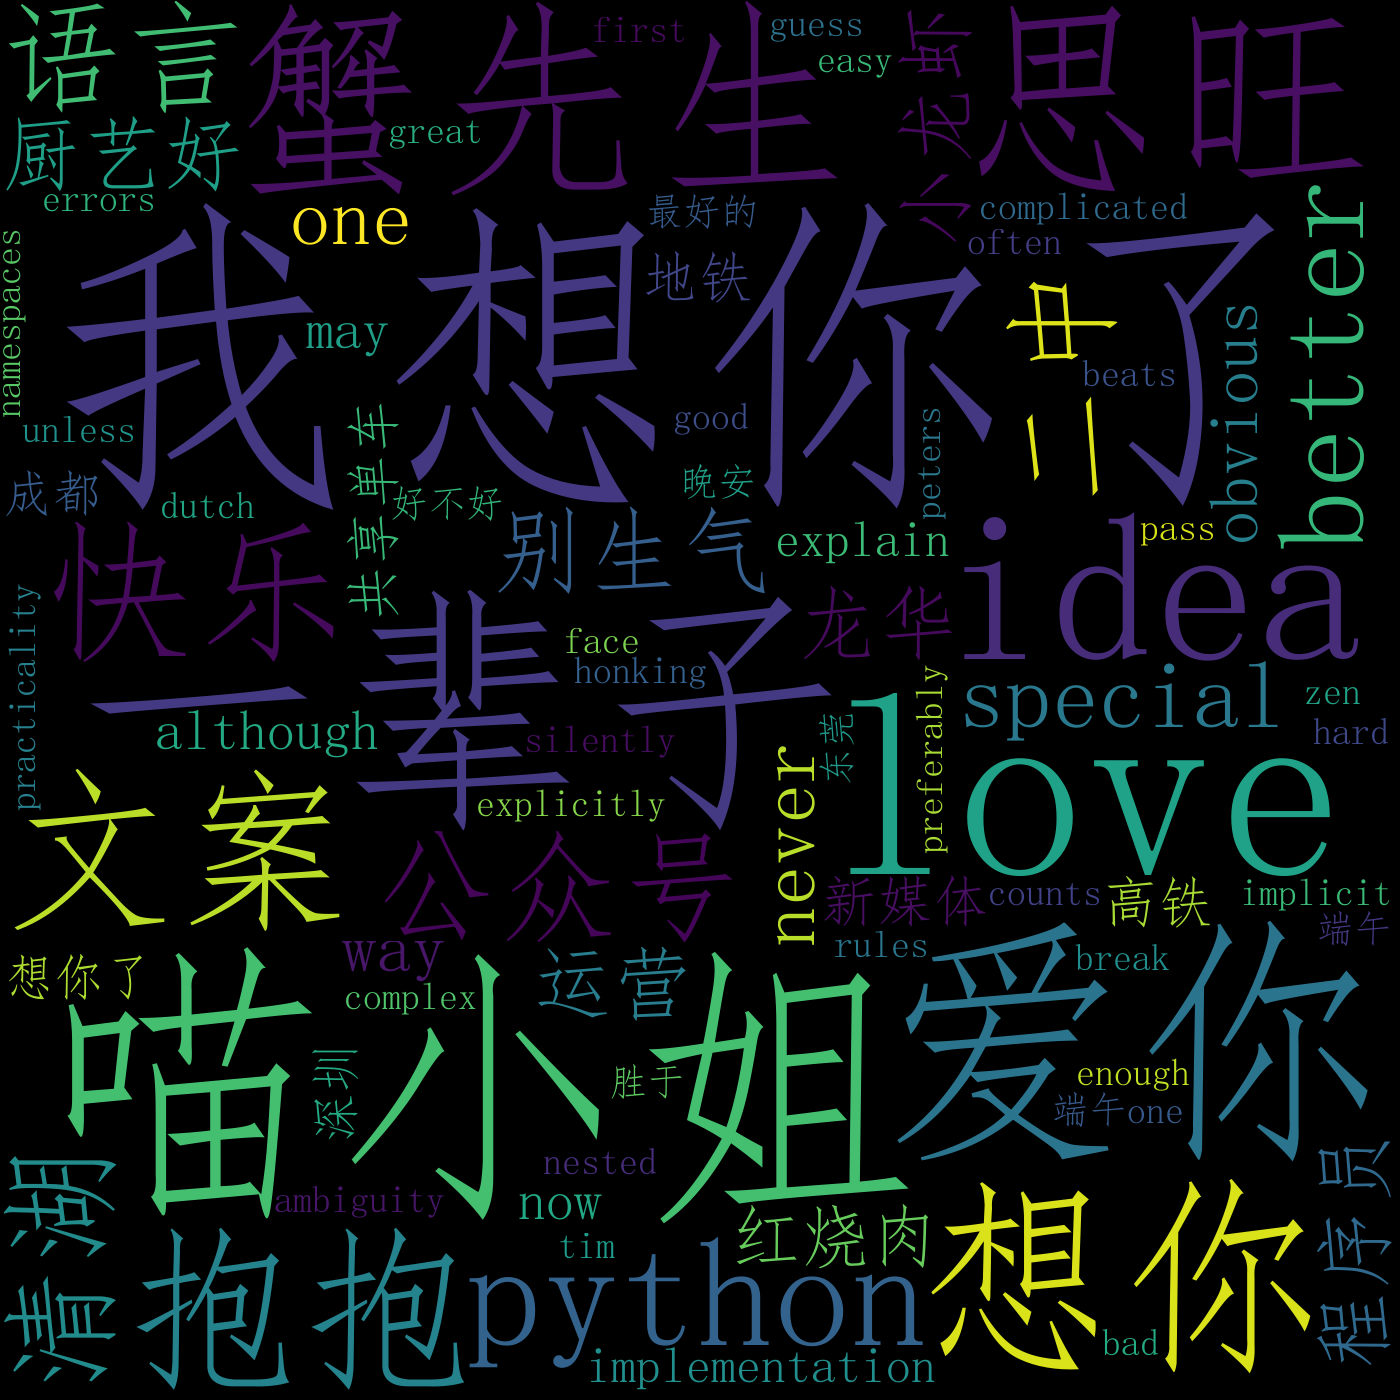 语言
蟹先生
first
guess
easy
小龙虾
思旺
厨艺好
great
errors
one
最好的
complicated
often
better
namespaces
我想你了
地铁
二中
may
beats
obvious
unless
good
peters
成都
dutch
共享单车
好不好
晚安
pass
快乐
别生气
explain
idea
practicality
一辈子
face
honking
龙华
special
zen
hard
although
silently
东莞
preferably
love
never
文案
explicitly
公众号
新媒体
counts
高铁
implicit
端午
想你了
way
complex
运营
rules
break
爱你
喵小姐
深圳
胜于
enough
端午one
清湖
ambiguity
nested
now
tim
红烧肉
想你
程序员
抱抱
python
implementation
bad